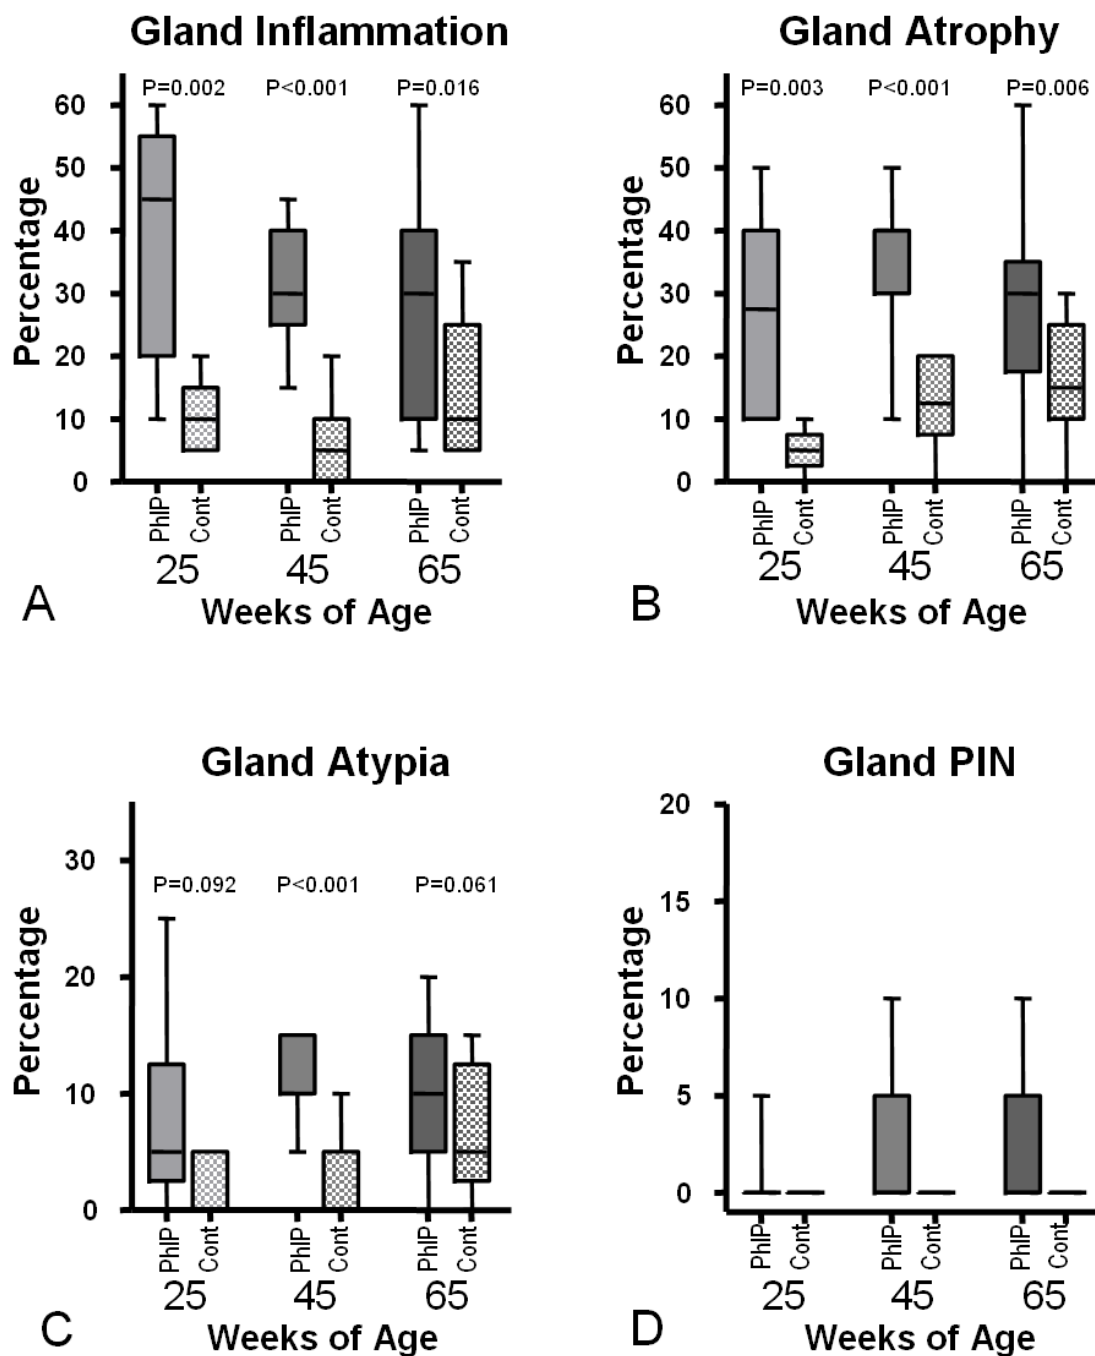 Gland Inflammation
P=0.002 P<0.001 P=0.016
60
50
40
30
20
10
0
Percentage
PhIP Cont PhIP Cont PhIP Cont
25 45 65
Weeks of Age
A
Gland Atrophy
P=0.003 P<0.001 P=0.006
60
50
40
30
20
10
0
Percentage
PhIP Cont PhIP Cont PhIP Cont
25 45 65
Weeks of Age
B
Gland Atypia
P=0.092 P<0.001 P=0.061
30
20
10
0
Percentage
PhIP Cont PhIP Cont PhIP Cont
25 45 65
Weeks of Age
C
Gland PIN
20
15
10
5
0
Percentage
PhIP Cont PhIP Cont PhIP Cont
25 45 65
Weeks of Age
D